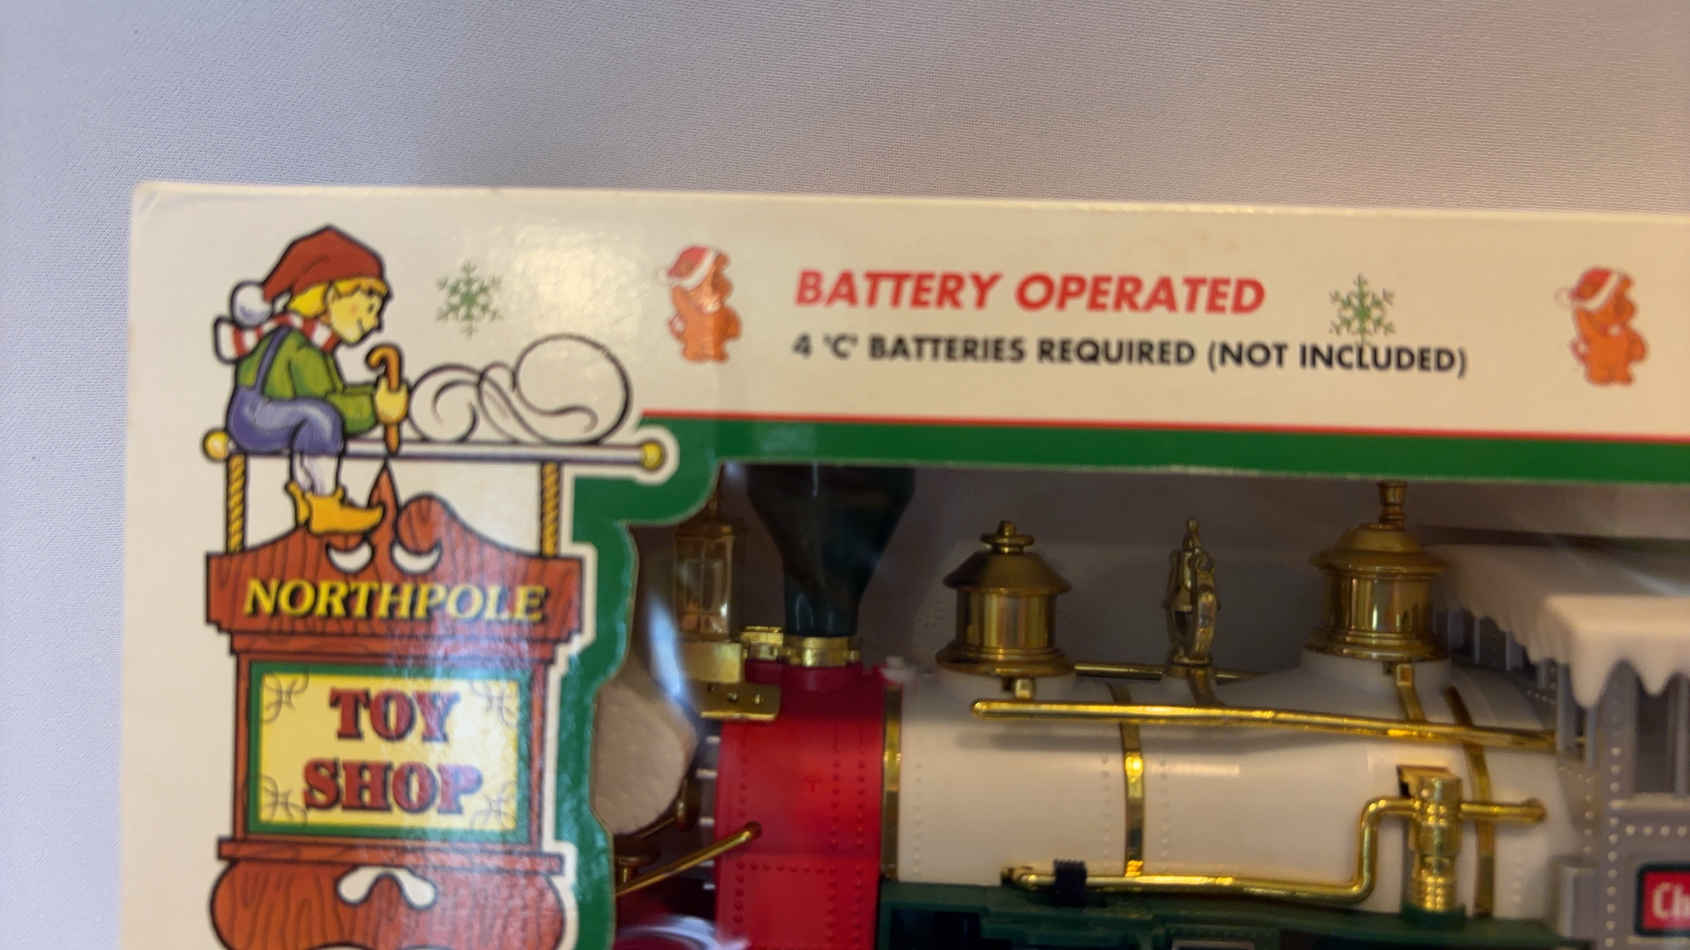 BATTERY OPERATED
4 'C' BATTERIES REQUIRED (NOT INCLUDED)
NORTHPOLE
TOY
SHOP